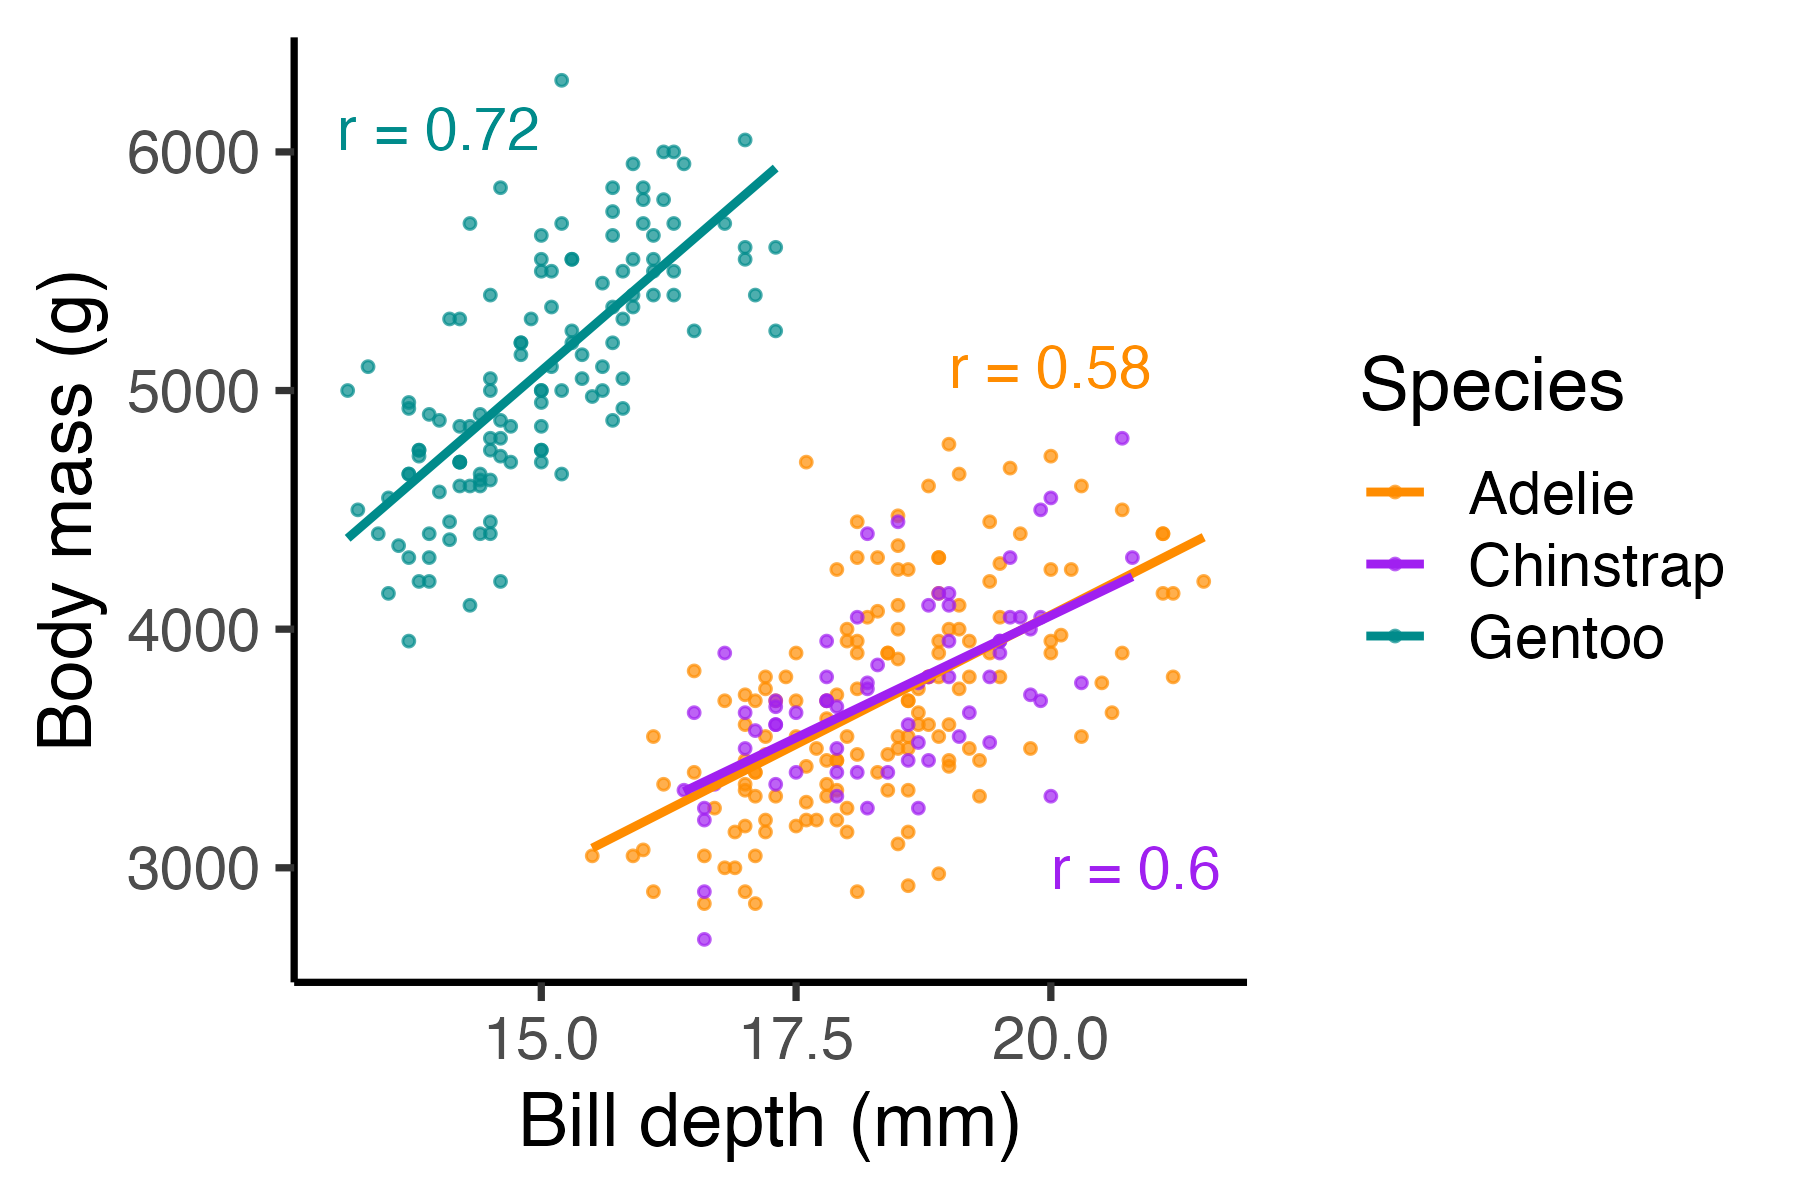 r = 0.72
r = 0.58
r = 0.6
6000
5000
4000
3000
Body mass (g)
15.0 17.5 20.0
Bill depth (mm)
Species
Adelie
Chinstrap
Gentoo